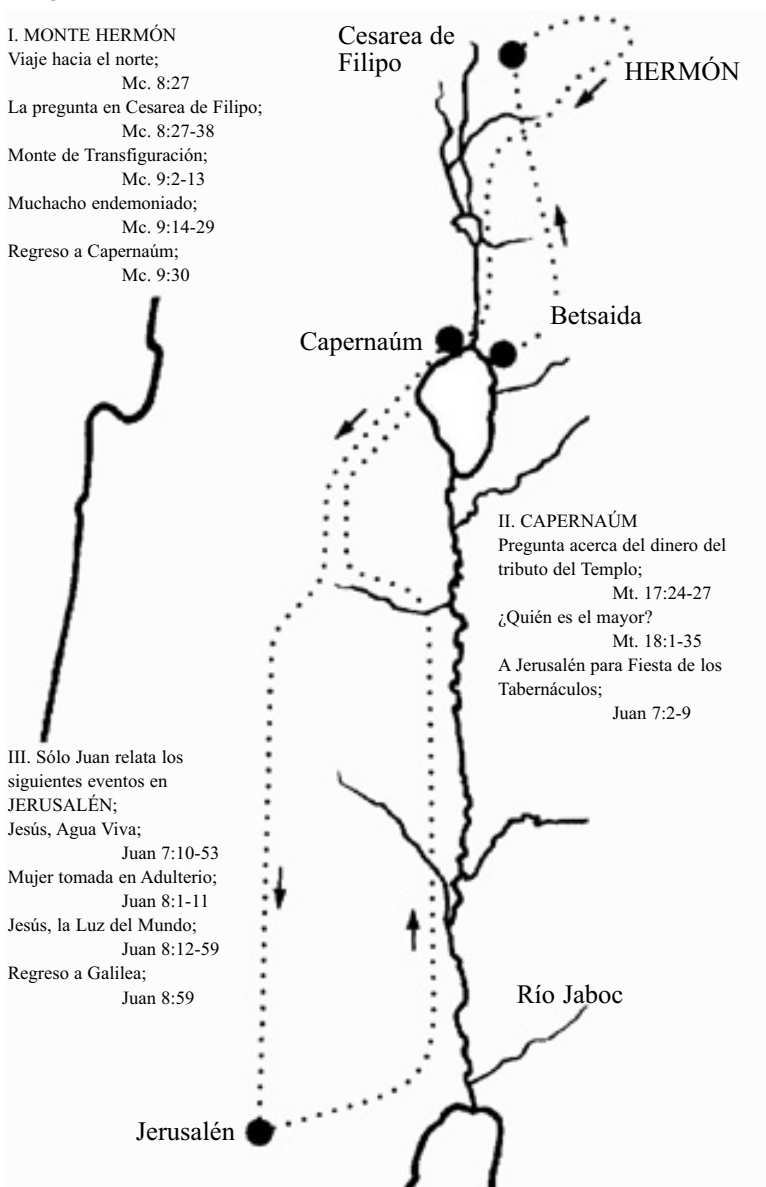 I. MONTE HERMÓN
Viaje hacia el norte;
Mc. 8:27
La pregunta en Cesarea de Filipo;
Mc. 8:27-38
Monte de Transfiguración;
Mc. 9:2-13
Muchacho endemoniado;
Mc. 9:14-29
Regreso a Capernaúm;
Mc. 9:30
Cesarea de
Filipo
HERMÓN
Betsaida
Capernaúm
II. CAPERNAÚM
Pregunta acerca del dinero del
tributo del Templo;
Mt. 17:24-27
¿Quién es el mayor?
Mt. 18:1-35
A Jerusalén para Fiesta de los
Tabernáculos;
Juan 7:2-9
III. Sólo Juan relata los
siguientes eventos en
JERUSALÉN;
Jesús, Agua Viva;
Juan 7:10-53
Mujer tomada en Adulterio;
Juan 8:1-11
Jesús, la Luz del Mundo;
Juan 8:12-59
Regreso a Galilea;
Juan 8:59
Río Jaboc
Jerusalén